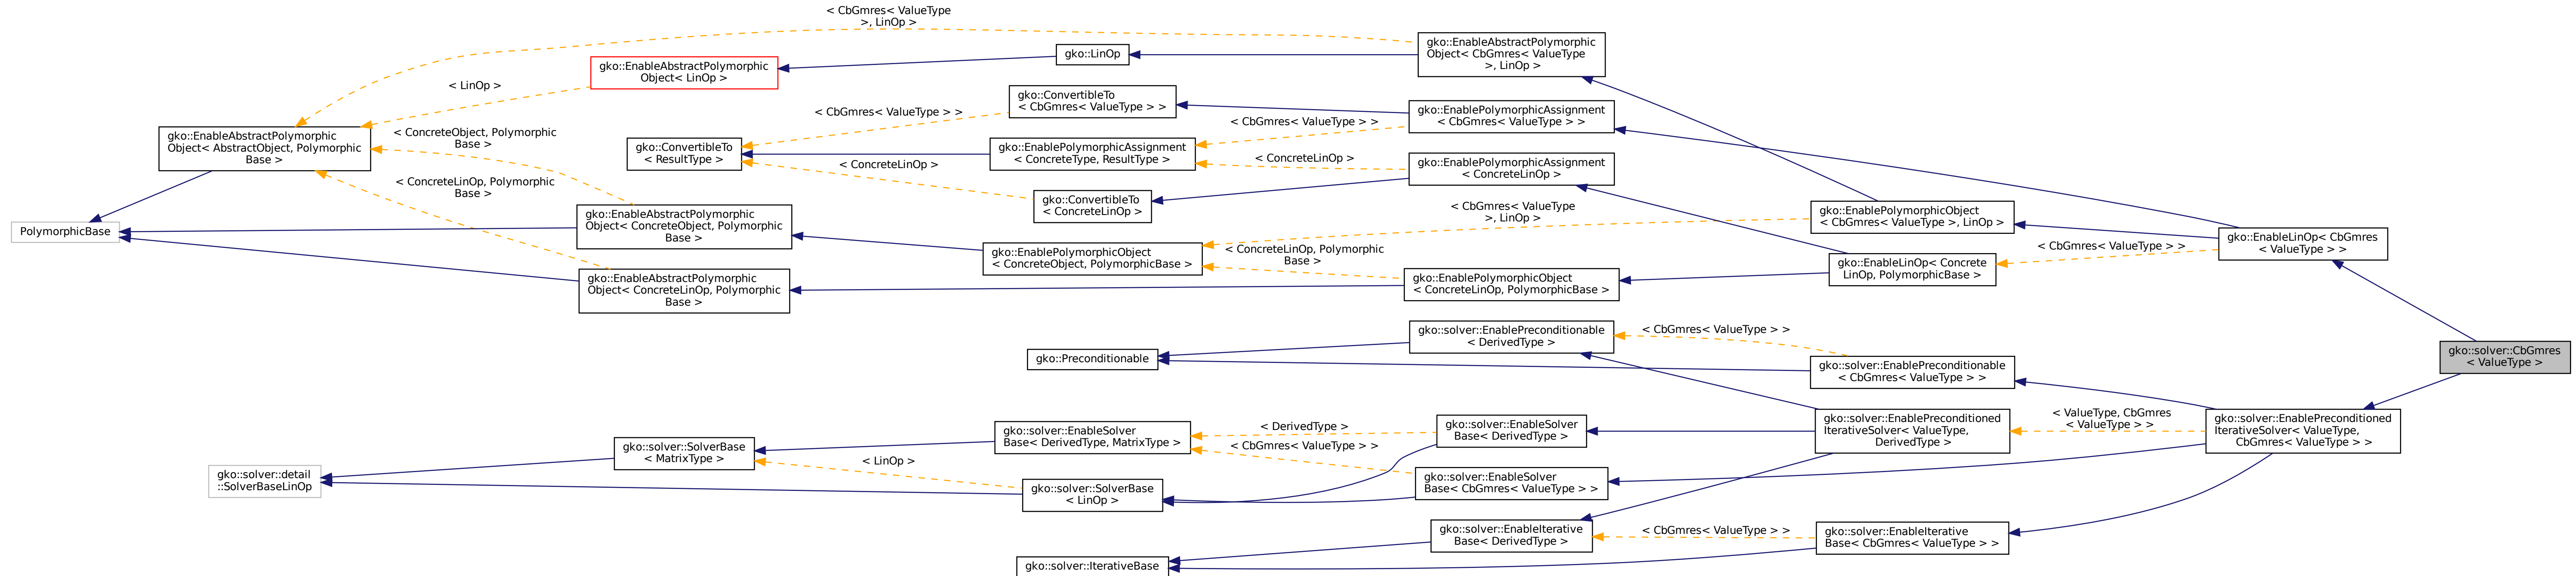 < CbGmres< ValueType
>, LinOp >
gko::EnableAbstractPolymorphic
Object< CbGmres< ValueType
>, LinOp >
gko::LinOp
gko::EnableAbstractPolymorphic
Object< LinOp >
< LinOp >
gko::ConvertibleTo
< CbGmres< ValueType > >
< CbGmres< ValueType > >
gko::EnablePolymorphicAssignment
< CbGmres< ValueType > >
< CbGmres< ValueType > >
gko::EnableAbstractPolymorphic
Object< AbstractObject, Polymorphic
Base >
< ConcreteObject, Polymorphic
Base >
gko::ConvertibleTo
< ResultType >
gko::EnablePolymorphicAssignment
< ConcreteType, ResultType >
< ConcreteLinOp >
< ConcreteLinOp >
gko::EnablePolymorphicAssignment
< ConcreteLinOp >
< ConcreteLinOp, Polymorphic
Base >
gko::ConvertibleTo
< ConcreteLinOp >
PolymorphicBase
gko::EnableAbstractPolymorphic
Object< ConcreteObject, Polymorphic
Base >
< CbGmres< ValueType
>, LinOp >
gko::EnablePolymorphicObject
< CbGmres< ValueType >, LinOp >
gko::EnablePolymorphicObject
< ConcreteObject, PolymorphicBase >
< ConcreteLinOp, Polymorphic
Base >
< CbGmres< ValueType > >
gko::EnableLinOp< CbGmres
< ValueType > >
gko::EnableAbstractPolymorphic
Object< ConcreteLinOp, Polymorphic
Base >
gko::EnablePolymorphicObject
< ConcreteLinOp, PolymorphicBase >
gko::EnableLinOp< Concrete
LinOp, PolymorphicBase >
gko::solver::EnablePreconditionable
< DerivedType >
< CbGmres< ValueType > >
gko::Preconditionable
gko::solver::EnablePreconditionable
< CbGmres< ValueType > >
gko::solver::CbGmres
< ValueType >
gko::solver::EnableSolver
Base< DerivedType, MatrixType >
< DerivedType >
< CbGmres< ValueType > >
gko::solver::EnableSolver
Base< DerivedType >
gko::solver::EnablePreconditioned
IterativeSolver< ValueType,
DerivedType >
< ValueType, CbGmres
< ValueType > >
gko::solver::EnablePreconditioned
IterativeSolver< ValueType,
CbGmres< ValueType > >
gko::solver::SolverBase
< MatrixType >
< LinOp >
gko::solver::detail
::SolverBaseLinOp
gko::solver::SolverBase
< LinOp >
gko::solver::EnableSolver
Base< CbGmres< ValueType > >
gko::solver::EnableIterative
Base< DerivedType >
< CbGmres< ValueType > >
gko::solver::EnableIterative
Base< CbGmres< ValueType > >
gko::solver::IterativeBase